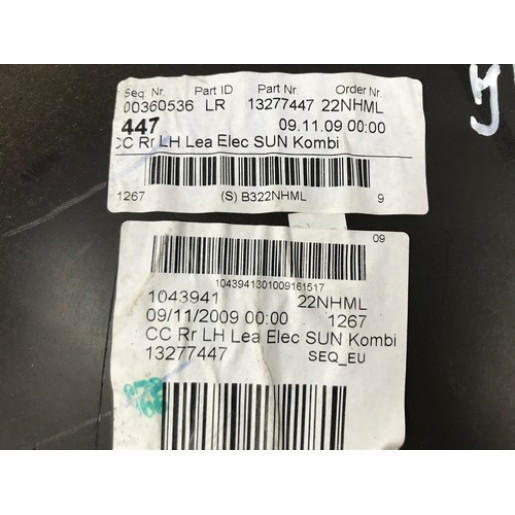 Seq. Nr. Part ID Part Nr. Order Nr.
00360536 LR 13277447 22NHML
447 09.11.09 00:00
CC Rr LH Lea Elec SUN Kombi
1267 (S) B322NHML 9
09
1043941301009161517
1043941 22NHML
09/11/2009 00:00 1267
CC Rr LH Lea Elec SUN Kombi
13277447 SEQ_EU